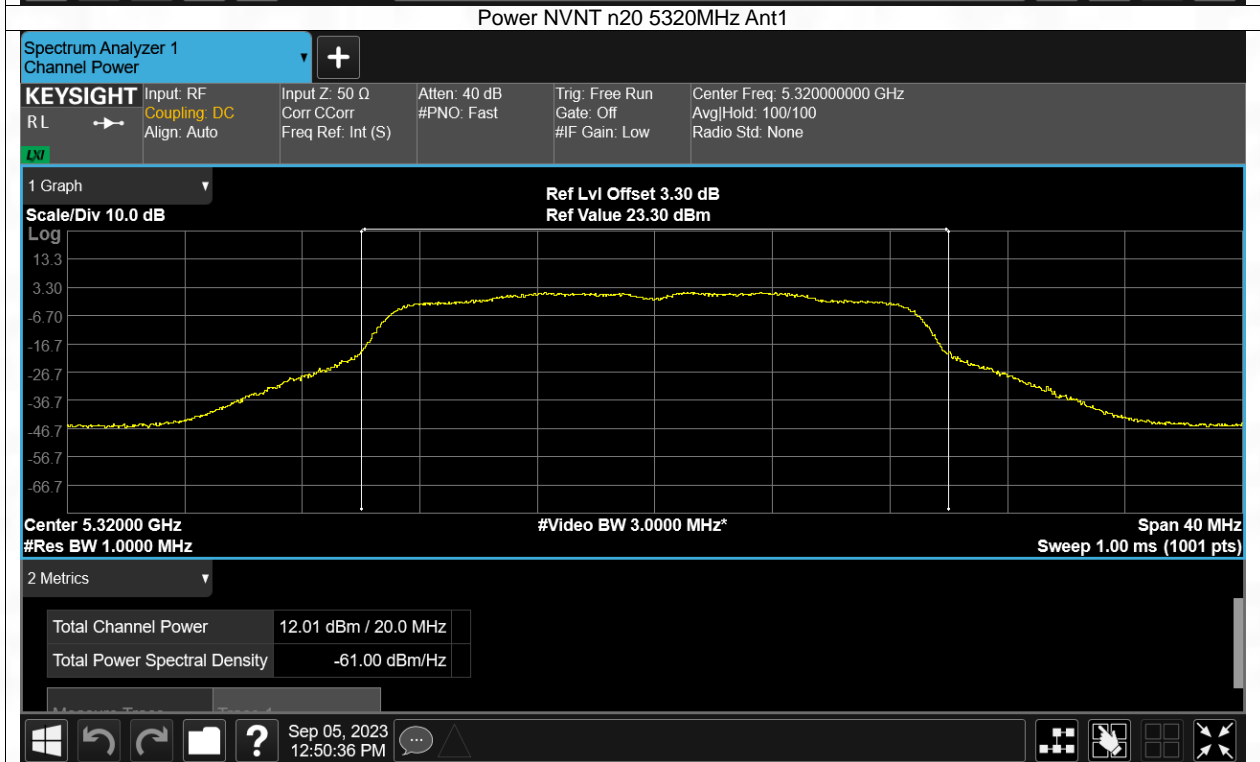 Power NVNT n20 5320MHz Ant1
Spectrum Analyzer 1
Channel Power
KEYSIGHT
RL
LXI
Input: RF
Coupling: DC
Align: Auto
Input Z: 50 Ω
Corr CCorr
Freq Ref: Int (S)
Atten: 40 dB
#PNO: Fast
Trig: Free Run
Gate: Off
#IF Gain: Low
Center Freq: 5.320000000 GHz
Avg|Hold: 100/100
Radio Std: None
1 Graph
Scale/Div 10.0 dB
Ref Lvl Offset 3.30 dB
Ref Value 23.30 dBm
Log
13.3
3.30
-6.70
-16.7
-26.7
-36.7
-46.7
-56.7
-66.7
Center 5.32000 GHz
#Res BW 1.0000 MHz
#Video BW 3.0000 MHz*
Span 40 MHz
Sweep 1.00 ms (1001 pts)
2 Metrics
Total Channel Power 12.01 dBm / 20.0 MHz
Total Power Spectral Density -61.00 dBm/Hz
Sep 05, 2023
12:50:36 PM